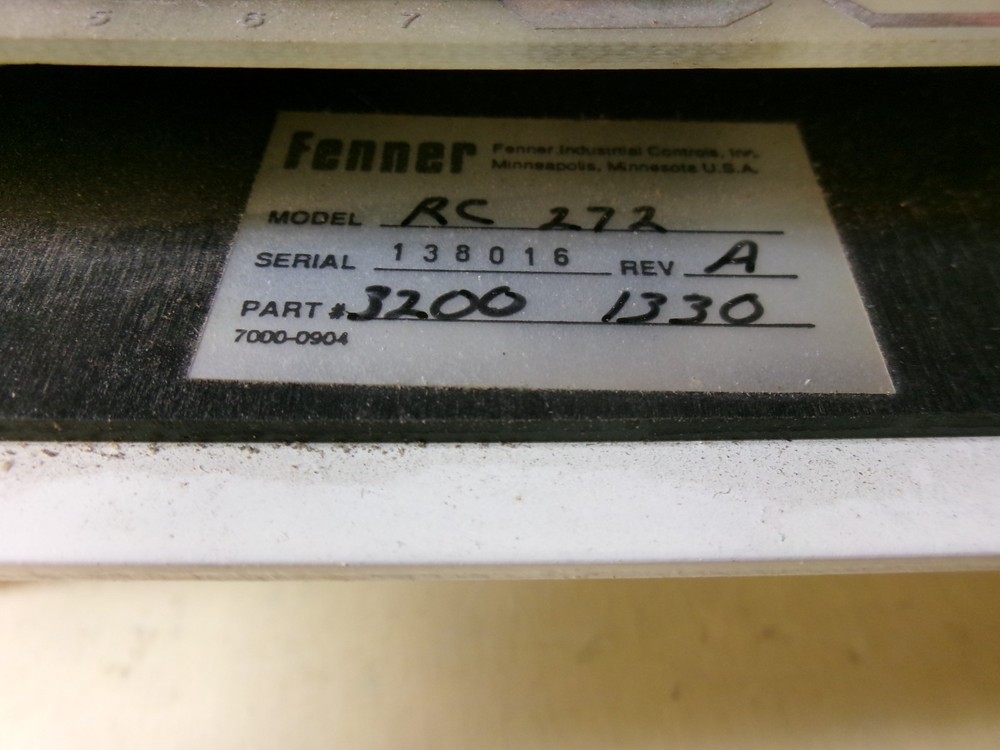 5 6 7
Fenner Fenner Industrial Controls, Inc.
Minneapolis, Minnesota U.S.A.
MODEL RC 272
SERIAL 138016 REV A
PART # 3200 1330
7000-0904